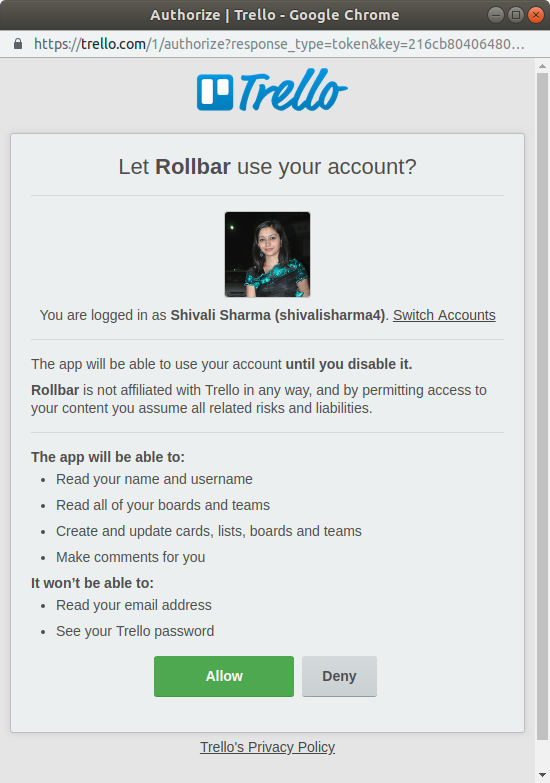 Authorize | Trello - Google Chrome
https://trello.com/1/authorize?response_type=token&key=216cb80406480...
Trello
Let Rollbar use your account?
You are logged in as Shivali Sharma (shivalisharma4). Switch Accounts
The app will be able to use your account until you disable it.
Rollbar is not affiliated with Trello in any way, and by permitting access to
your content you assume all related risks and liabilities.
The app will be able to:
• Read your name and username
• Read all of your boards and teams
• Create and update cards, lists, boards and teams
• Make comments for you
It won't be able to:
• Read your email address
• See your Trello password
Allow Deny
Trello's Privacy Policy